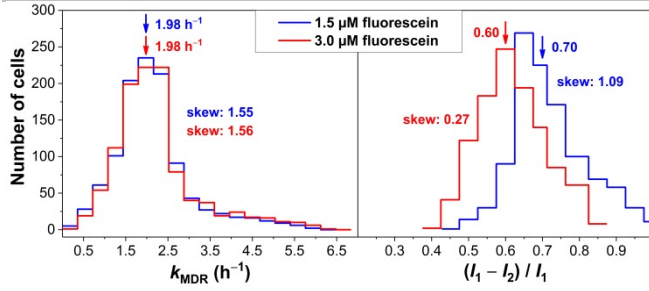 300
250
200
150
100
50
0
Number of cells
1.98 h⁻¹
1.98 h⁻¹
skew: 1.55
skew: 1.56
0.5 1.5 2.5 3.5 4.5 5.5 6.5
k_MDR (h⁻¹)
1.5 μM fluorescein
3.0 μM fluorescein
0.60
0.70
skew: 1.09
skew: 0.27
0.3 0.4 0.5 0.6 0.7 0.8 0.9
(I₁ – I₂) / I₁